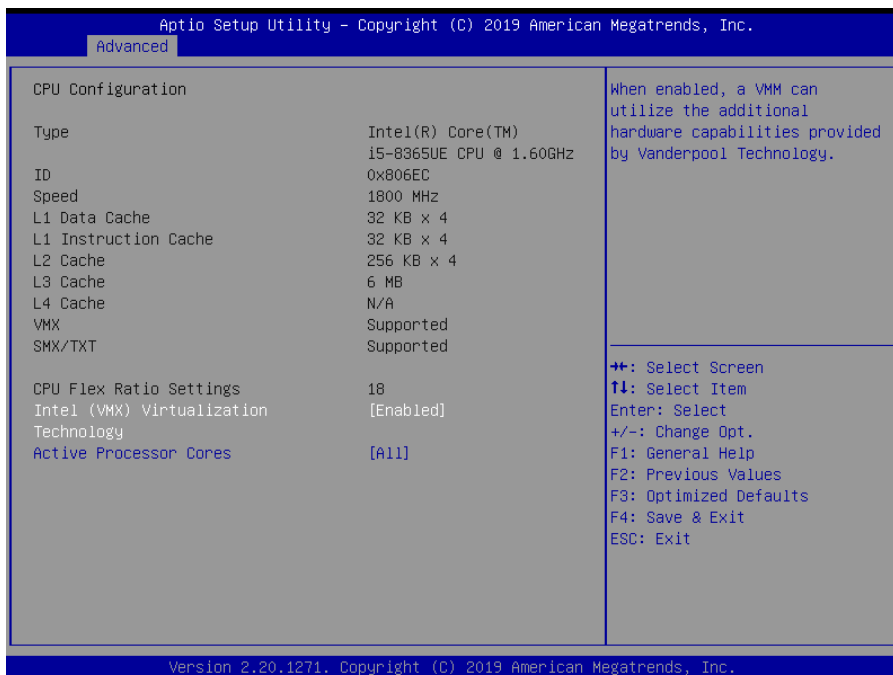 Aptio Setup Utility – Copyright (C) 2019 American Megatrends, Inc.
Advanced
CPU Configuration
Type Intel(R) Core(TM)
i5-8365UE CPU @ 1.60GHz
ID 0x806EC
Speed 1800 MHz
L1 Data Cache 32 KB x 4
L1 Instruction Cache 32 KB x 4
L2 Cache 256 KB x 4
L3 Cache 6 MB
L4 Cache N/A
VMX Supported
SMX/TXT Supported
CPU Flex Ratio Settings 18
Intel (VMX) Virtualization [Enabled]
Technology
Active Processor Cores [All]
When enabled, a VMM can
utilize the additional
hardware capabilities provided
by Vanderpool Technology.
→←: Select Screen
↑↓: Select Item
Enter: Select
+/-: Change Opt.
F1: General Help
F2: Previous Values
F3: Optimized Defaults
F4: Save & Exit
ESC: Exit
Version 2.20.1271. Copyright (C) 2019 American Megatrends, Inc.